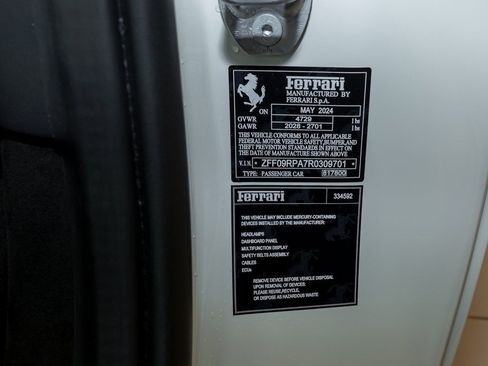 Ferrari
MANUFACTURED BY
FERRARI S.p.A.
ON MAY 2024
GVWR 4729 lbs
GAWR 2028 - 2701 lbs
THIS VEHICLE CONFORMS TO ALL APPLICABLE
FEDERAL MOTOR VEHICLE SAFETY, BUMPER, AND
THEFT PREVENTION STANDARDS IN EFFECT ON
THE DATE OF MANUFACTURE SHOWN ABOVE
V.I.N. * ZFF09RPA7R0309701 *
TYPE: PASSENGER CAR 617800
Ferrari 334592
THIS VEHICLE MAY INCLUDE MERCURY-CONTAINING
DEVICES INSTALLED BY THE MANUFACTURER:
HEADLAMPS
DASHBOARD PANEL
MULTIFUNCTION DISPLAY
SAFETY BELTS ASSEMBLY
CABLES
ECUs
REMOVE DEVICE BEFORE VEHICLE DISPOSAL
UPON REMOVAL OF DEVICES:
PLEASE REUSE, RECYCLE,
OR DISPOSE AS HAZARDOUS WASTE